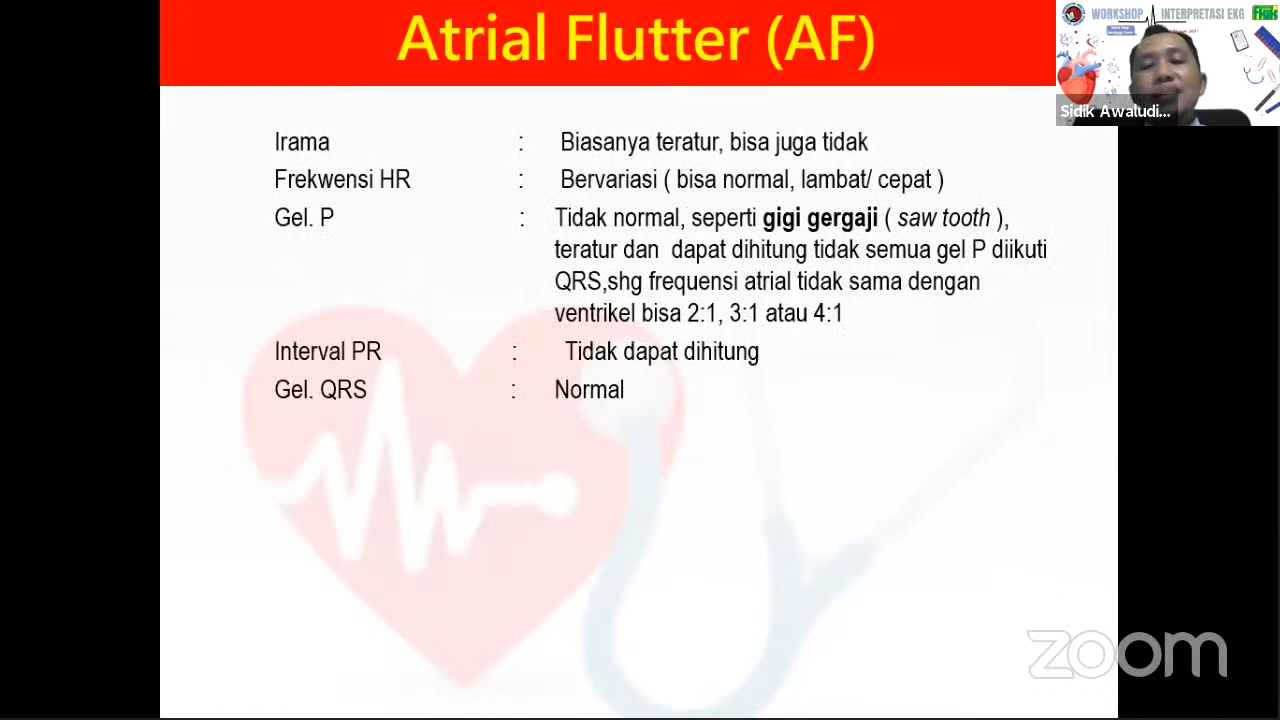 Atrial Flutter (AF)
WORKSHOP INTERPRETASI EKG
Sidik Awaludi...
Irama : Biasanya teratur, bisa juga tidak
Frekwensi HR : Bervariasi ( bisa normal, lambat/ cepat )
Gel. P : Tidak normal, seperti gigi gergaji ( saw tooth ),
teratur dan dapat dihitung tidak semua gel P diikuti
QRS,shg frequensi atrial tidak sama dengan
ventrikel bisa 2:1, 3:1 atau 4:1
Interval PR : Tidak dapat dihitung
Gel. QRS : Normal
zoom